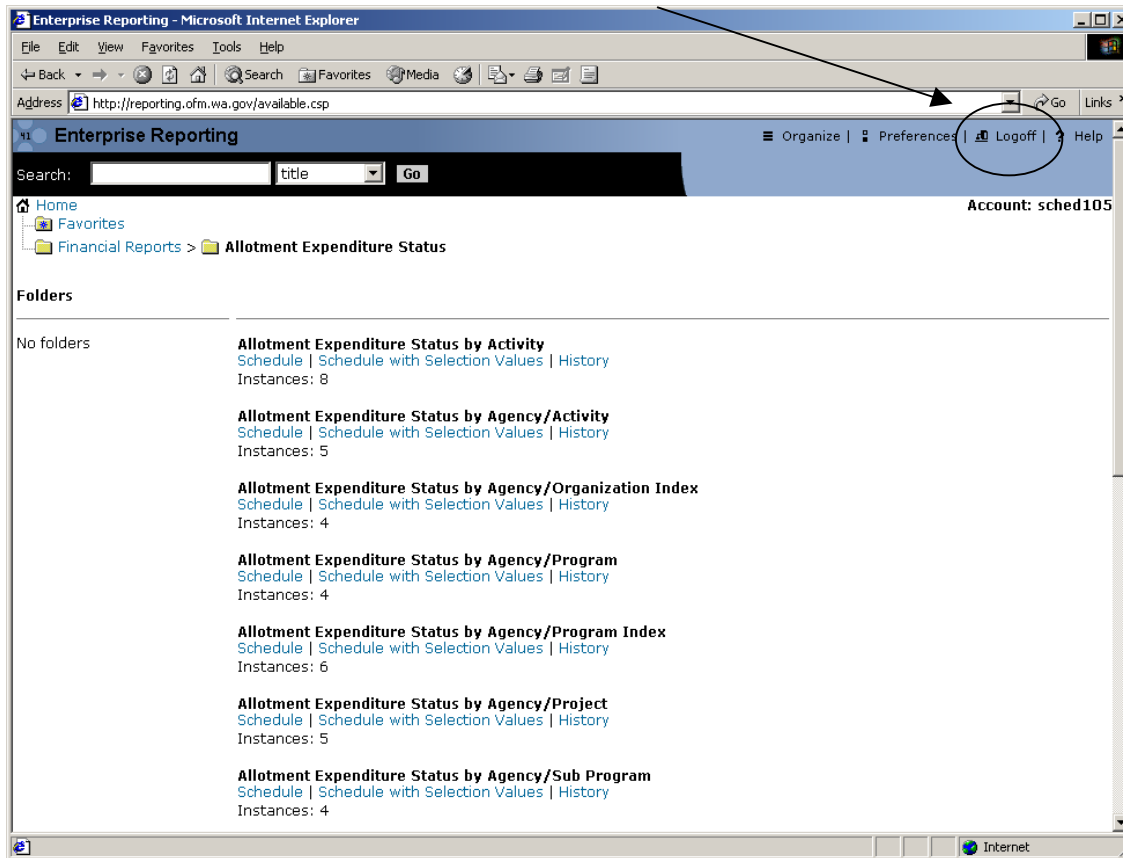 Enterprise Reporting - Microsoft Internet Explorer
File Edit View Favorites Tools Help
Back Search Favorites Media
Address http://reporting.ofm.wa.gov/available.csp Go Links
Enterprise Reporting Organize | Preferences | Logoff | ? Help
Search: title Go
Home Account: sched105
Favorites
Financial Reports > Allotment Expenditure Status
Folders
No folders
Allotment Expenditure Status by Activity
Schedule | Schedule with Selection Values | History
Instances: 8
Allotment Expenditure Status by Agency/Activity
Schedule | Schedule with Selection Values | History
Instances: 5
Allotment Expenditure Status by Agency/Organization Index
Schedule | Schedule with Selection Values | History
Instances: 4
Allotment Expenditure Status by Agency/Program
Schedule | Schedule with Selection Values | History
Instances: 4
Allotment Expenditure Status by Agency/Program Index
Schedule | Schedule with Selection Values | History
Instances: 6
Allotment Expenditure Status by Agency/Project
Schedule | Schedule with Selection Values | History
Instances: 5
Allotment Expenditure Status by Agency/Sub Program
Schedule | Schedule with Selection Values | History
Instances: 4
Internet